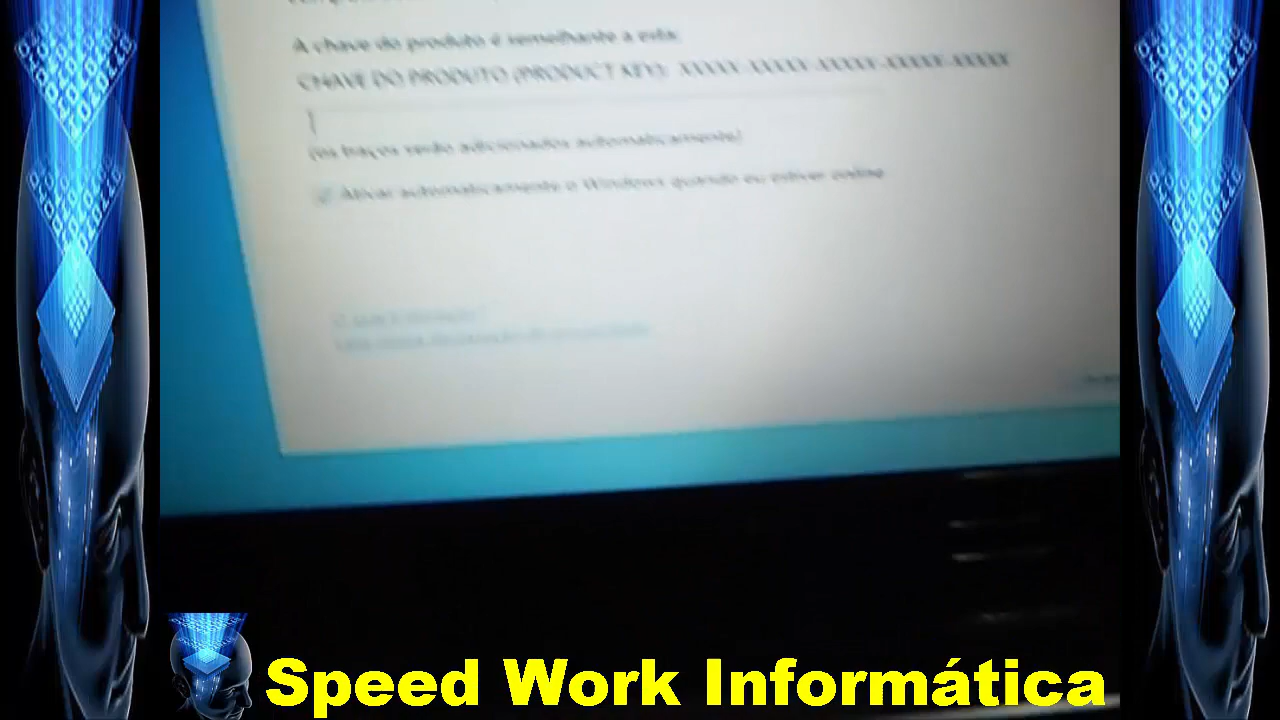 A chave do produto é semelhante a esta:
CHAVE DO PRODUTO (PRODUCT KEY): XXXXX-XXXXX-XXXXX-XXXXX-XXXXX
(os traços serão adicionados automaticamente)
Ativar automaticamente o Windows quando eu estiver online
Speed Work Informática